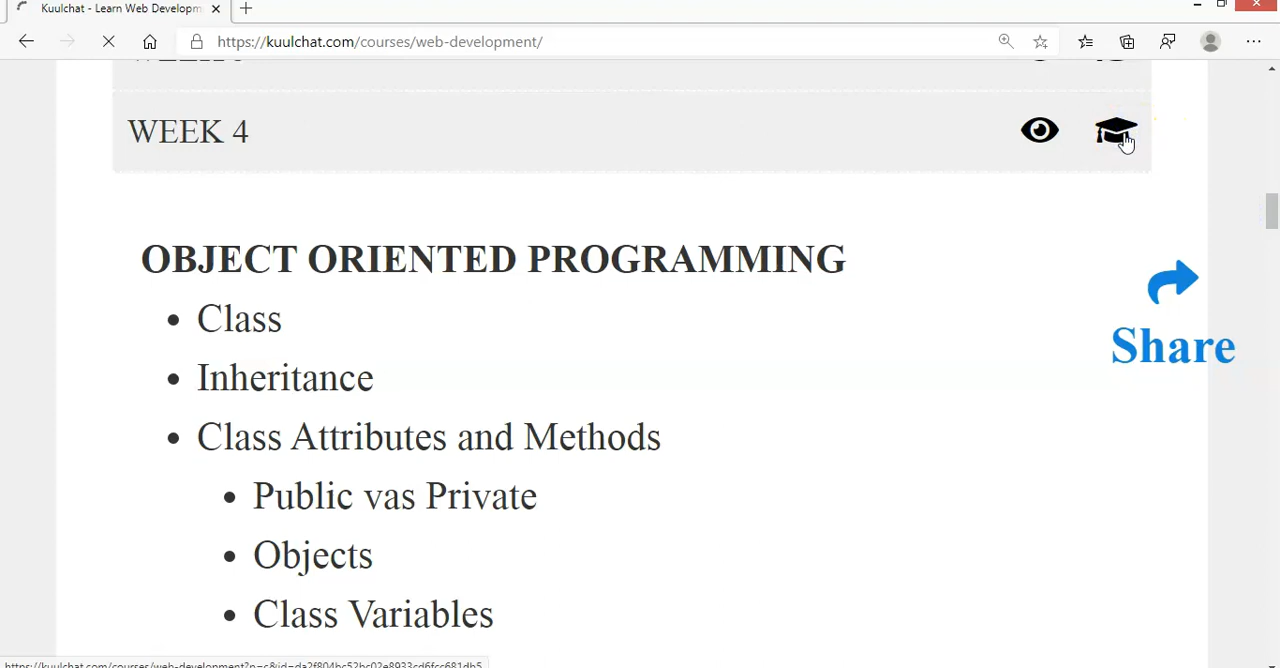 Kuulchat - Learn Web Developm
https://kuulchat.com/courses/web-development/
WEEK 4
OBJECT ORIENTED PROGRAMMING
Class
Inheritance
Share
Class Attributes and Methods
Public vas Private
Objects
Class Variables